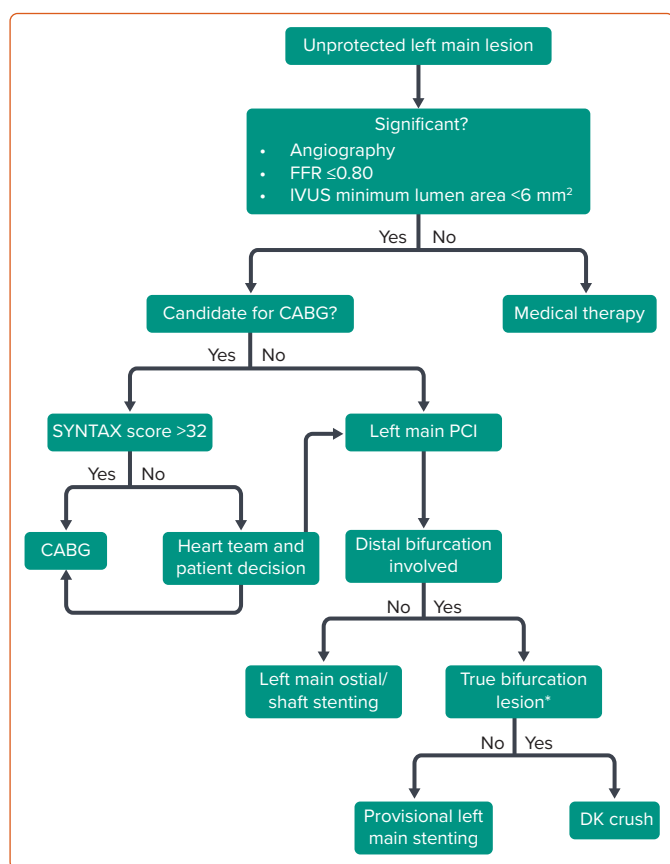 Unprotected left main lesion
Significant?
• Angiography
• FFR ≤0.80
• IVUS minimum lumen area <6 mm²
Yes No
Candidate for CABG?
Medical therapy
Yes No
SYNTAX score >32
Left main PCI
Yes No
CABG
Heart team and
patient decision
Distal bifurcation
involved
No Yes
Left main ostial/
shaft stenting
True bifurcation
lesion*
No Yes
Provisional left
main stenting
DK crush